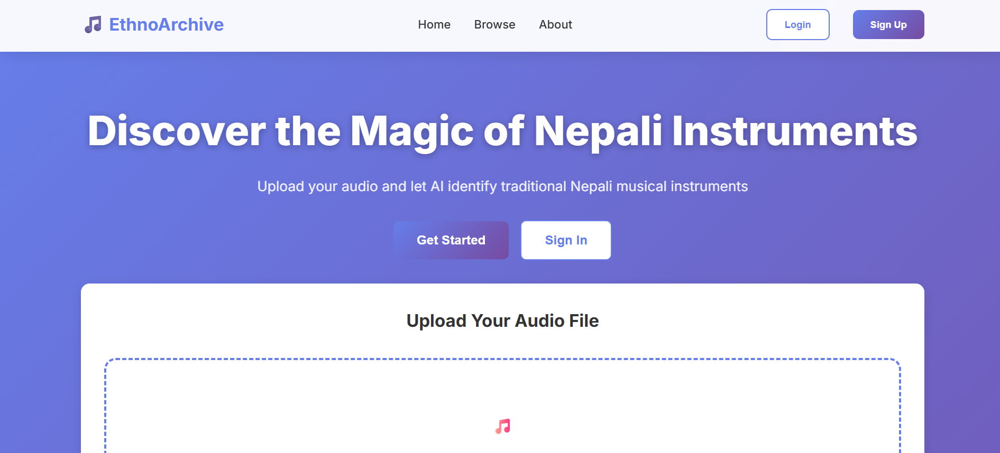 EthnoArchive
Home Browse About
Login
Sign Up
Discover the Magic of Nepali Instruments
Upload your audio and let AI identify traditional Nepali musical instruments
Get Started
Sign In
Upload Your Audio File